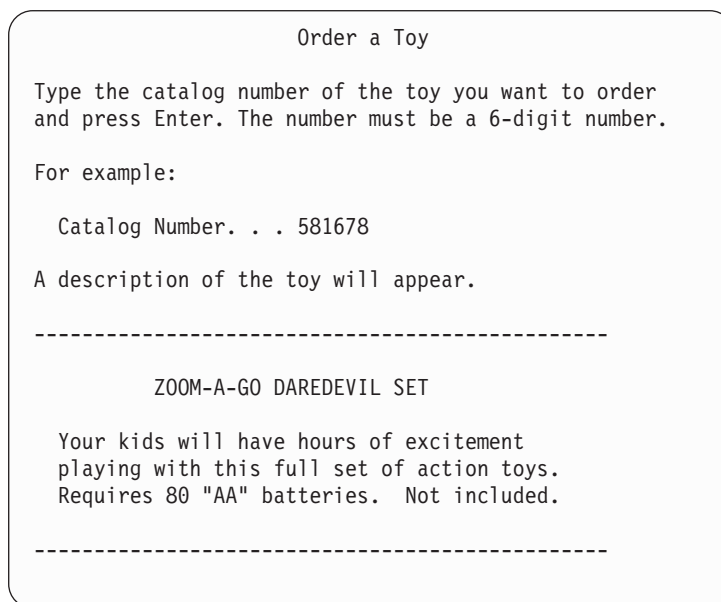 Order a Toy
Type the catalog number of the toy you want to order
and press Enter. The number must be a 6-digit number.
For example:
Catalog Number. . . 581678
A description of the toy will appear.
------------------------------------------------
ZOOM-A-GO DAREDEVIL SET
Your kids will have hours of excitement
playing with this full set of action toys.
Requires 80 "AA" batteries.  Not included.
------------------------------------------------